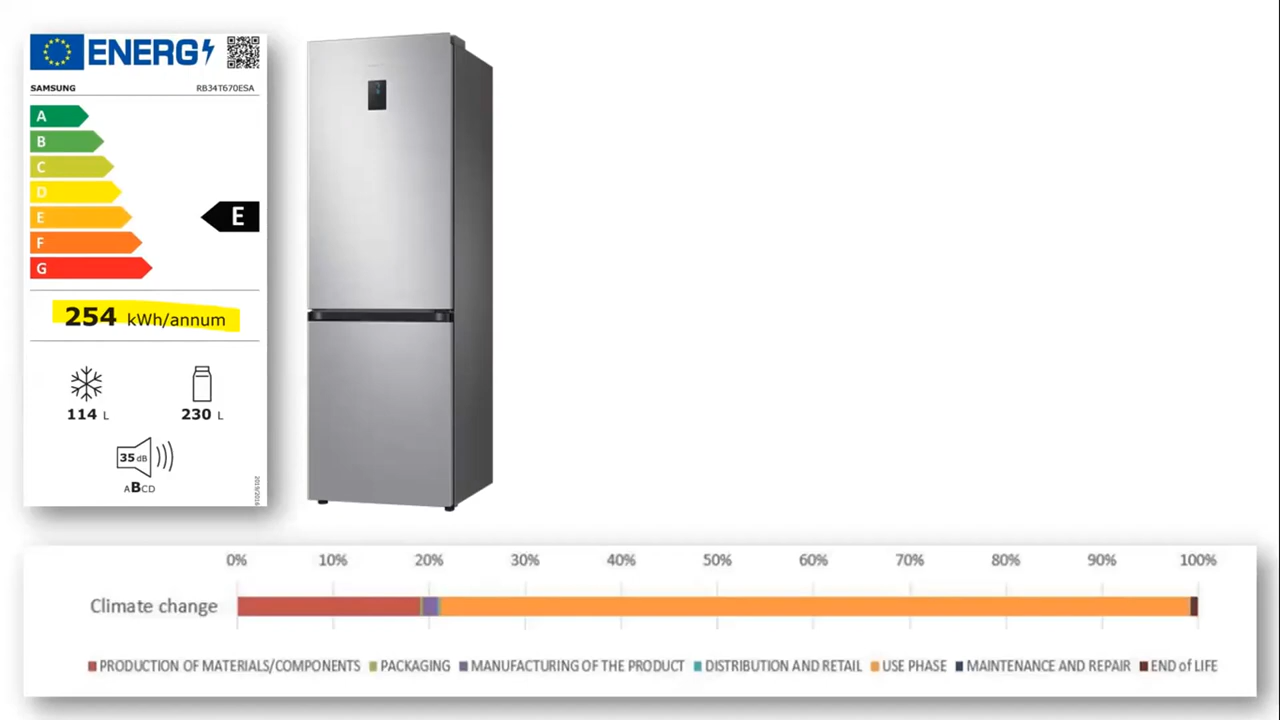 ENERG
SAMSUNG RB34T670ESA
A
B
C
D
E
E
F
G
254 kWh/annum
114 L 230 L
35 dB
ABCD
0% 10% 20% 30% 40% 50% 60% 70% 80% 90% 100%
Climate change
PRODUCTION OF MATERIALS/COMPONENTS PACKAGING MANUFACTURING OF THE PRODUCT DISTRIBUTION AND RETAIL USE PHASE MAINTENANCE AND REPAIR END of LIFE